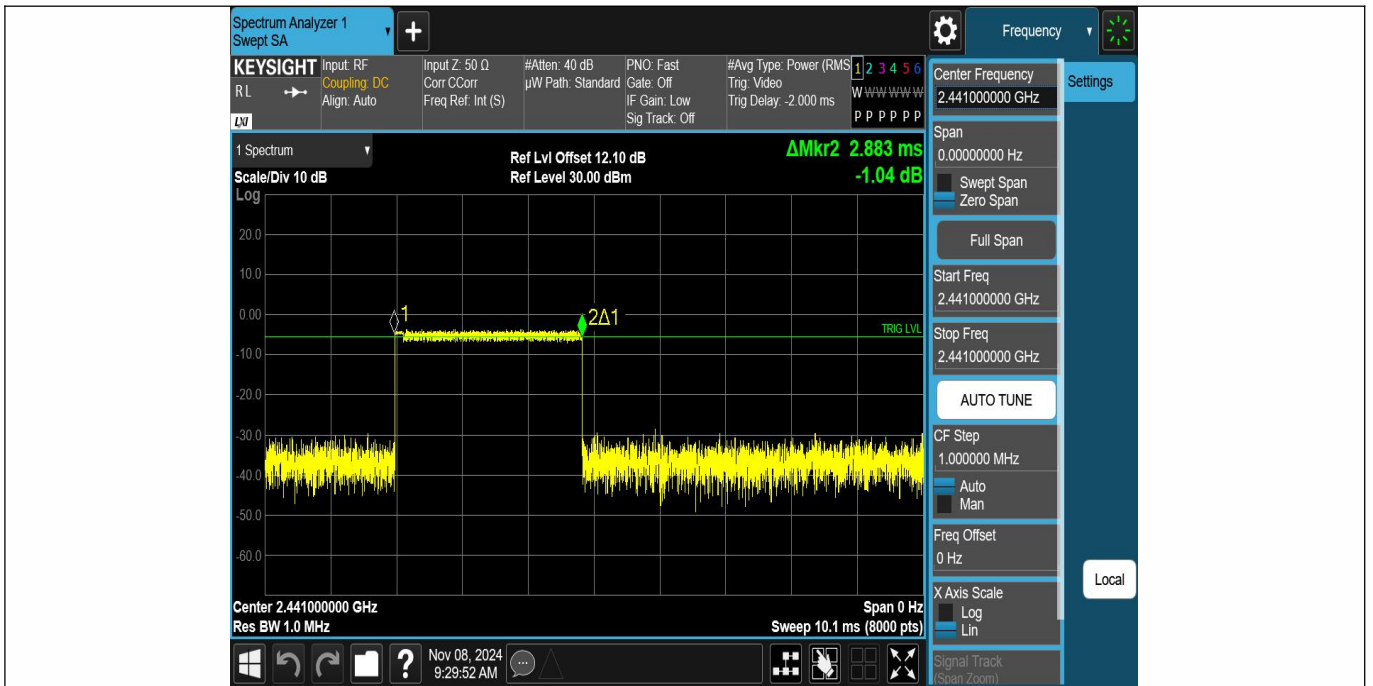 Spectrum Analyzer 1
Swept SA
+
Frequency
KEYSIGHT
RL
LXI
Input: RF
Coupling: DC
Align: Auto
Input Z: 50 Ω
Corr CCorr
Freq Ref: Int (S)
#Atten: 40 dB
µW Path: Standard
PNO: Fast
Gate: Off
IF Gain: Low
Sig Track: Off
#Avg Type: Power (RMS
Trig: Video
Trig Delay: -2.000 ms
1 2 3 4 5 6
W W W W W W
P P P P P P
Center Frequency
2.441000000 GHz
Settings
1 Spectrum
Scale/Div 10 dB
Ref Lvl Offset 12.10 dB
Ref Level 30.00 dBm
ΔMkr2 2.883 ms
-1.04 dB
Log
20.0
10.0
0.00
-10.0
-20.0
-30.0
-40.0
-50.0
-60.0
1
2Δ1
TRIG LVL
Span
0.00000000 Hz
Swept Span
Zero Span
Full Span
Start Freq
2.441000000 GHz
Stop Freq
2.441000000 GHz
AUTO TUNE
CF Step
1.000000 MHz
Auto
Man
Freq Offset
0 Hz
X Axis Scale
Log
Lin
Signal Track
(Span Zoom)
Local
Center 2.441000000 GHz
Res BW 1.0 MHz
Span 0 Hz
Sweep 10.1 ms (8000 pts)
?
Nov 08, 2024
9:29:52 AM